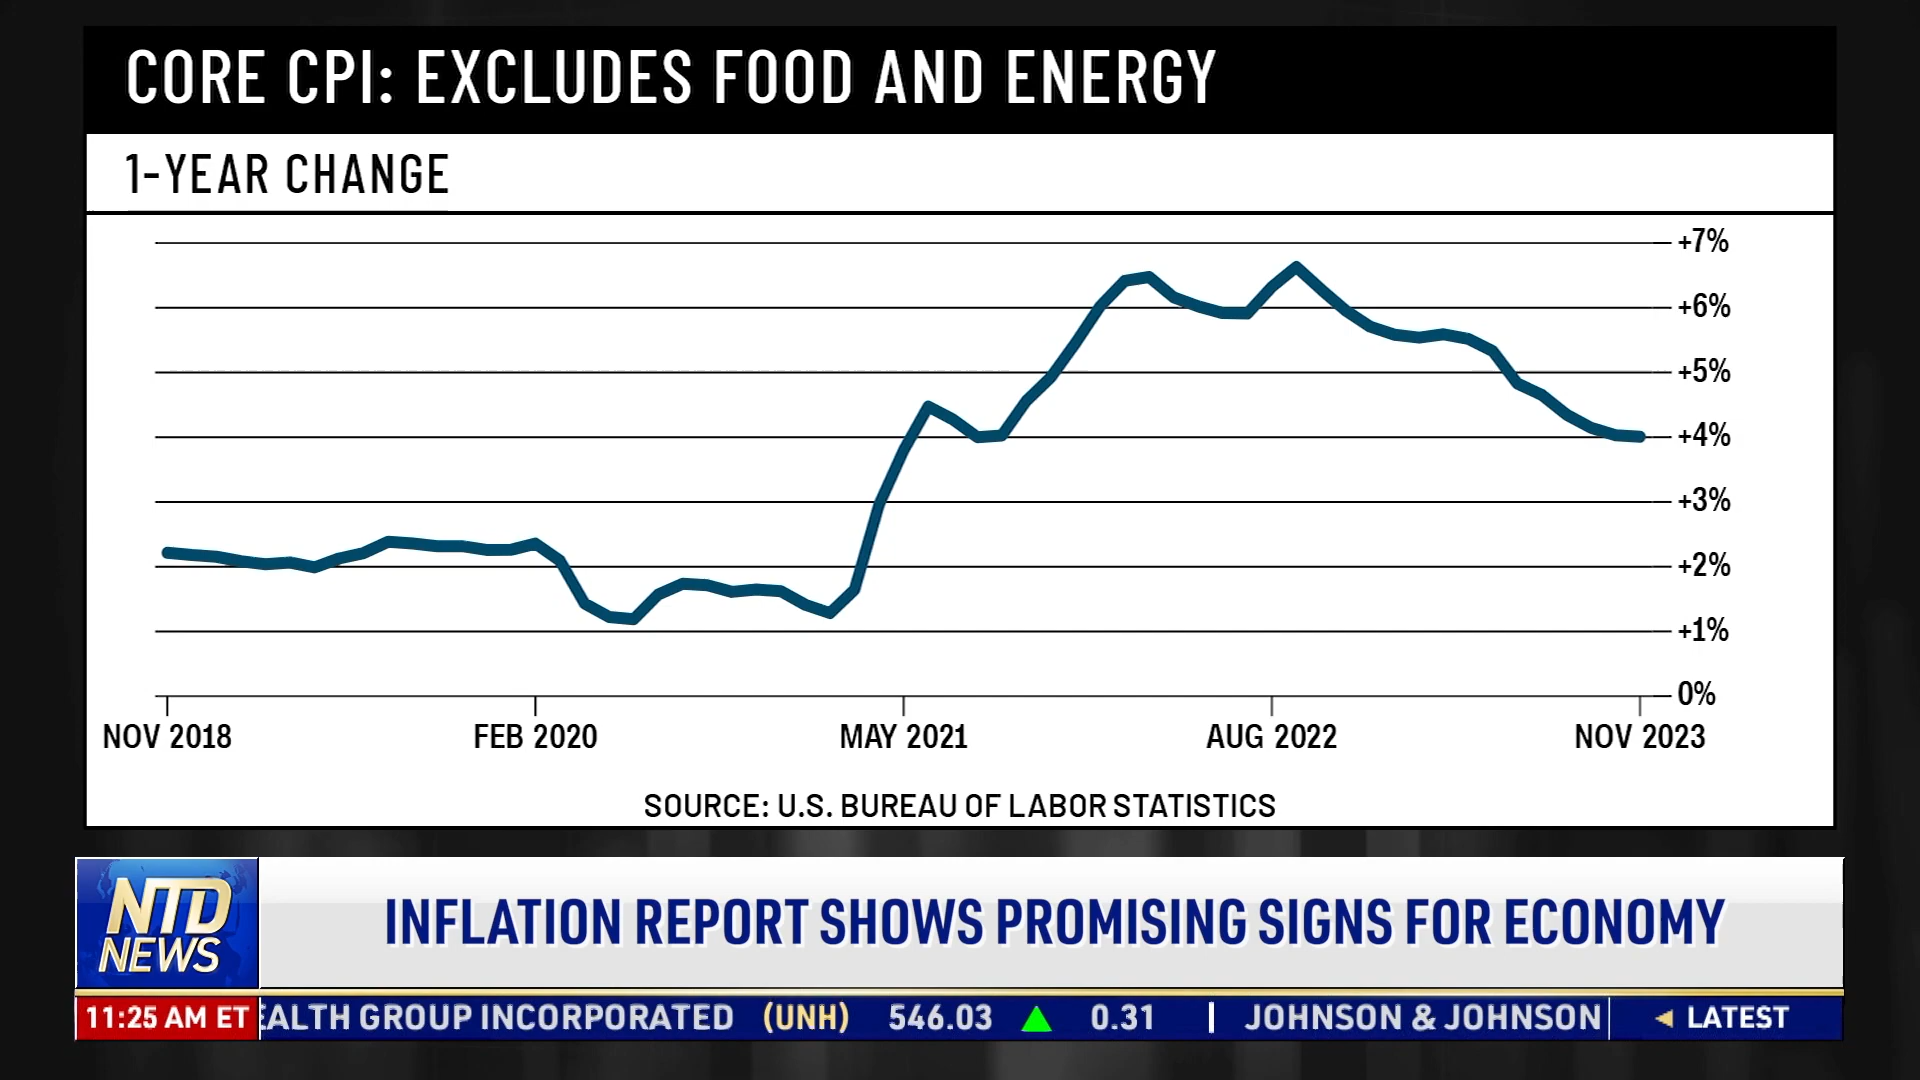 CORE CPI: EXCLUDES FOOD AND ENERGY
1-YEAR CHANGE
+7%
+6%
+5%
+4%
+3%
+2%
+1%
0%
NOV 2018 FEB 2020 MAY 2021 AUG 2022 NOV 2023
SOURCE: U.S. BUREAU OF LABOR STATISTICS
NTD
NEWS
INFLATION REPORT SHOWS PROMISING SIGNS FOR ECONOMY
11:25 AM ET EALTH GROUP INCORPORATED (UNH) 546.03 ▲ 0.31 | JOHNSON & JOHNSON ◀ LATEST